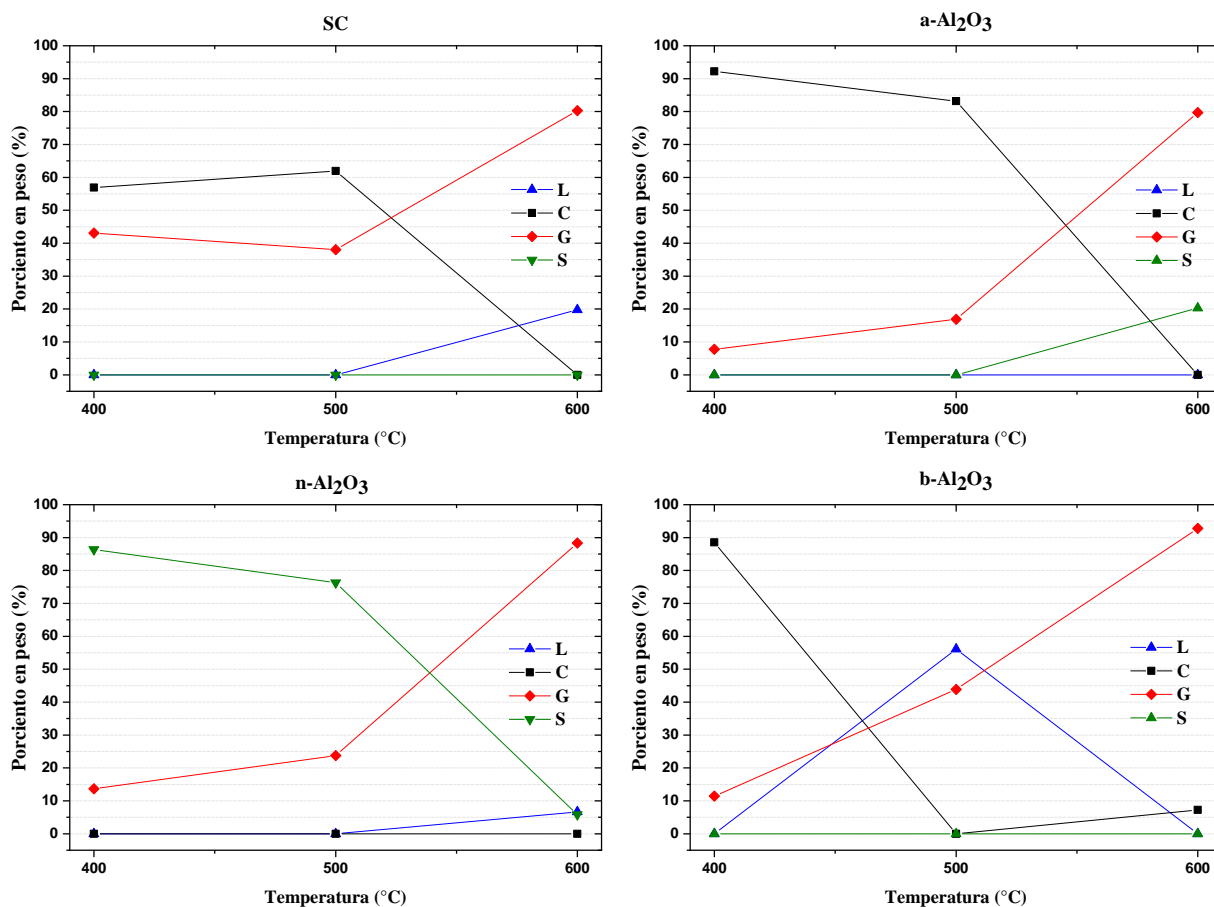 SC
100
90
80
70
60
50
40
30
20
10
0
Porciento en peso (%)
L
C
G
S
400
500
600
Temperatura (°C)
a-Al2O3
100
90
80
70
60
50
40
30
20
10
0
Porciento en peso (%)
L
C
G
S
400
500
600
Temperatura (°C)
n-Al2O3
100
90
80
70
60
50
40
30
20
10
0
Porciento en peso (%)
L
C
G
S
400
500
600
Temperatura (°C)
b-Al2O3
100
90
80
70
60
50
40
30
20
10
0
Porciento en peso (%)
L
C
G
S
400
500
600
Temperatura (°C)